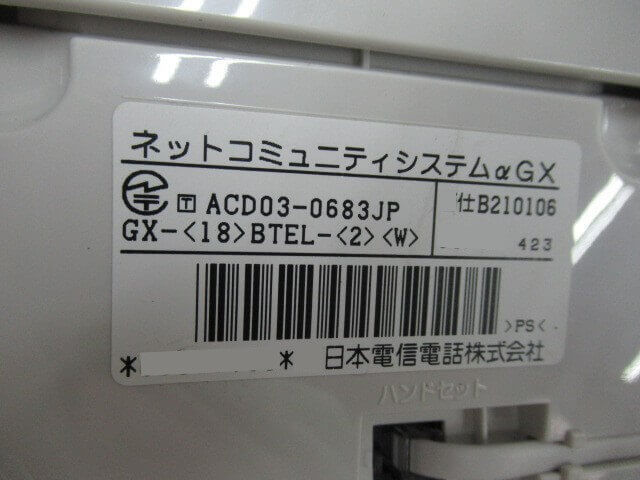 ネットコミュニティシステムαGX
T ACD03-0683JP 仕B210106
GX-<18>BTEL-<2><W> 423
>PS<
* * 日本電信電話株式会社
ハンドセット